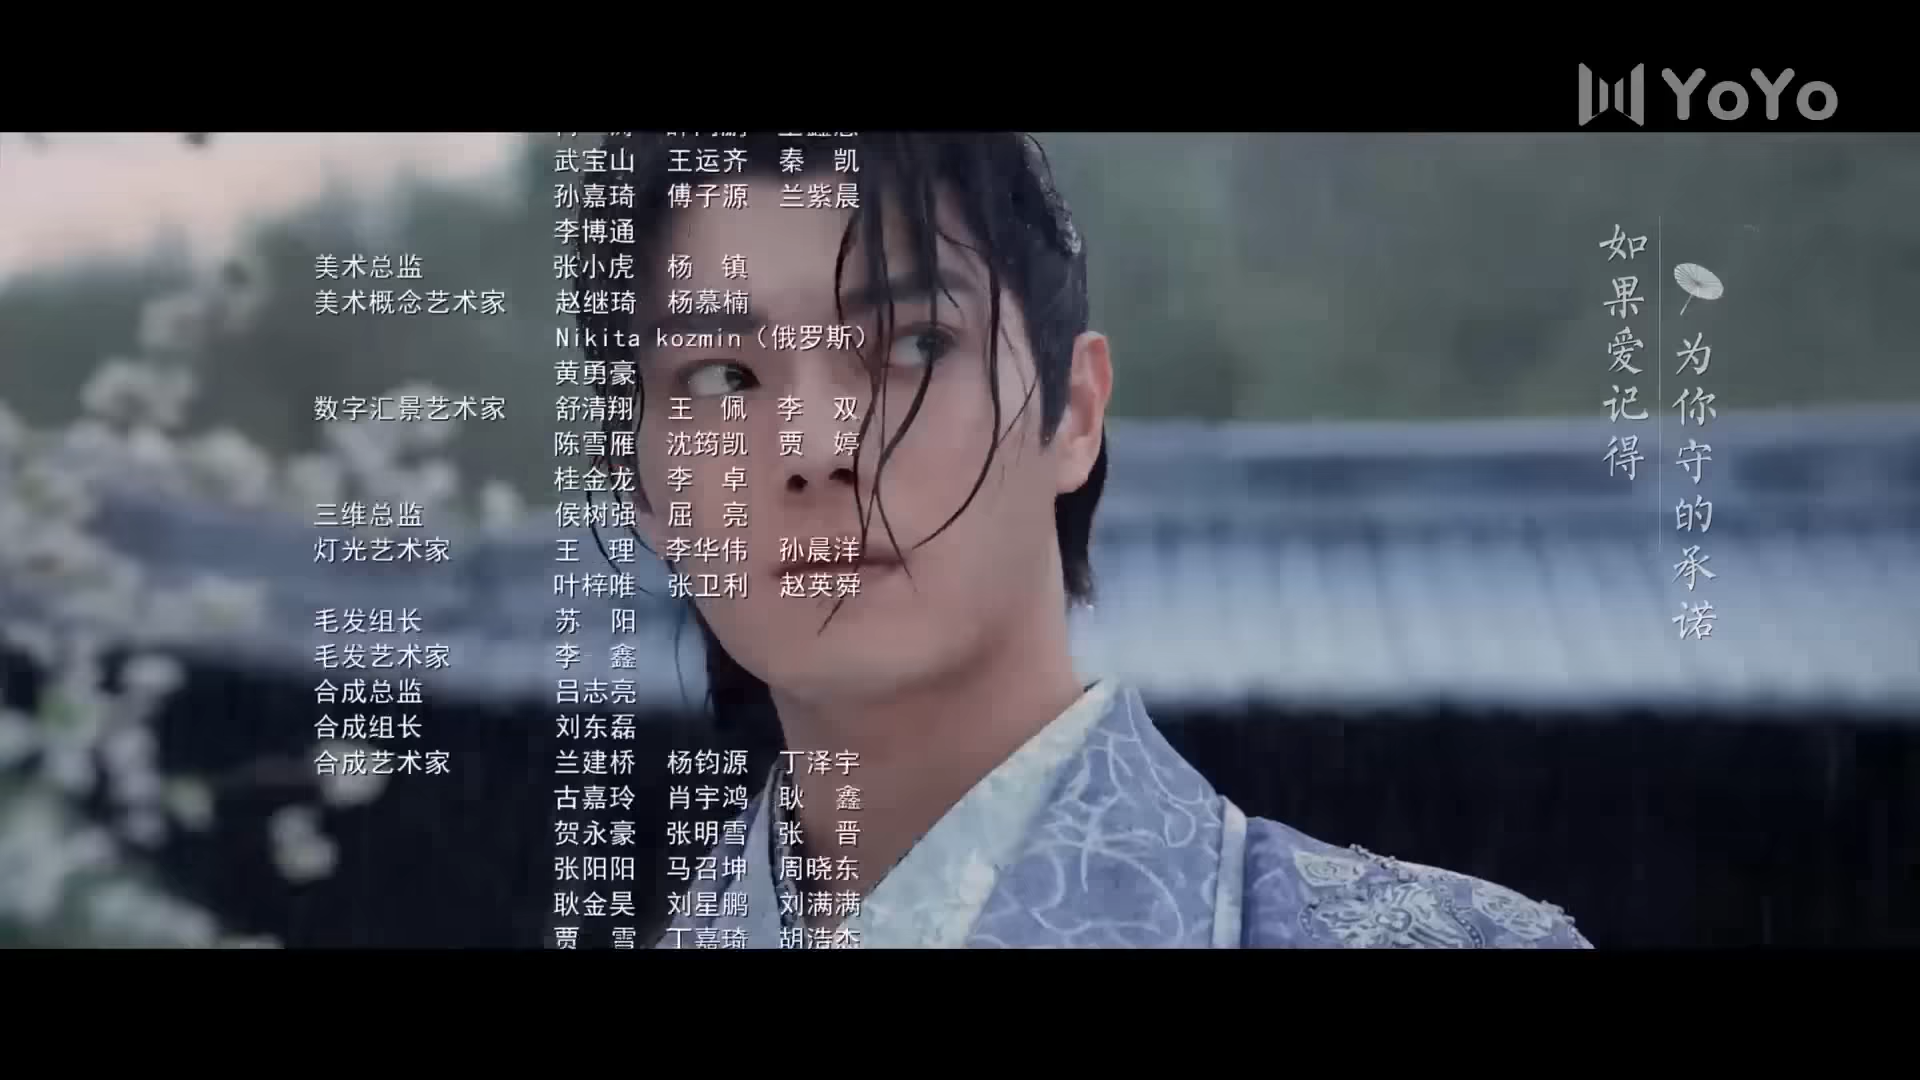 YoYo
武宝山 王运齐 秦 凯
孙嘉琦 傅子源 兰紫晨
李博通
美术总监 张小虎 杨 镇
美术概念艺术家 赵继琦 杨慕楠
Nikita kozmin（俄罗斯）
黄勇豪
数字汇景艺术家 舒清翔 王 佩 李 双
陈雪雁 沈筠凯 贾 婷
桂金龙 李 卓
三维总监 侯树强 屈 亮
灯光艺术家 王 理 李华伟 孙晨洋
叶梓唯 张卫利 赵英舜
毛发组长 苏 阳
毛发艺术家 李 鑫
合成总监 吕志亮
合成组长 刘东磊
合成艺术家 兰建桥 杨钧源 丁泽宇
古嘉玲 肖宇鸿 耿 鑫
贺永豪 张明雪 张 晋
张阳阳 马召坤 周晓东
耿金昊 刘星鹏 刘满满
贾 雪 丁嘉琦 胡浩杰
如果爱记得
为你守的承诺